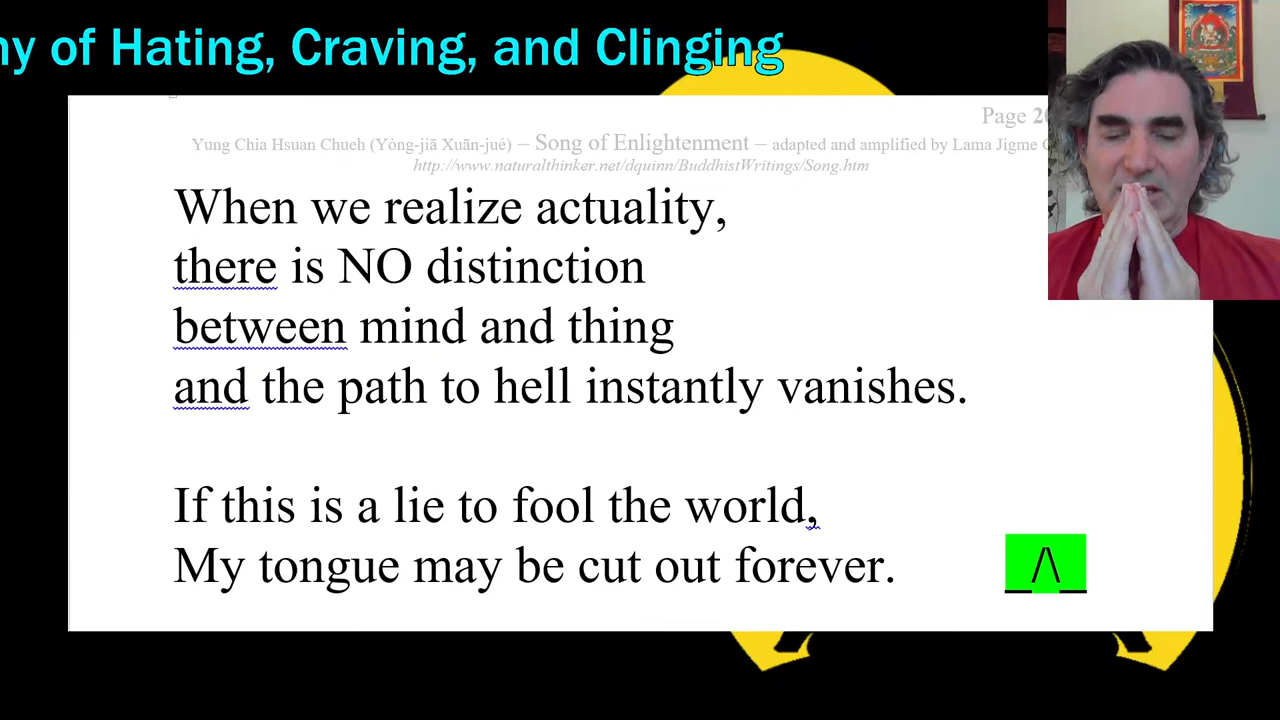 ny of Hating, Craving, and Clinging
Page
Yung Chia Hsuan Chueh (Yòng-jiā Xuān-jué) – Song of Enlightenment – adapted and amplified by Lama Jigme
http://www.naturalthinker.net/dquinn/BuddhistWritings/Song.htm
When we realize actuality,
there is NO distinction
between mind and thing
and the path to hell instantly vanishes.
If this is a lie to fool the world,
My tongue may be cut out forever. _/\_